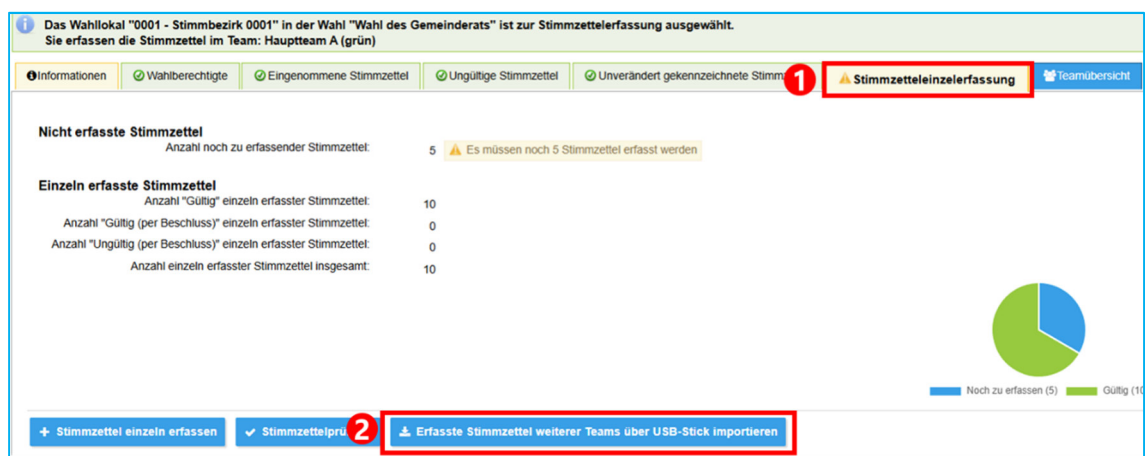 Das Wahllokal "0001 - Stimmbezirk 0001" in der Wahl "Wahl des Gemeinderats" ist zur Stimmzettelerfassung ausgewählt.
Sie erfassen die Stimmzettel im Team: Hauptteam A (grün)
Informationen Wahlberechtigte Eingenommene Stimmzettel Ungültige Stimmzettel Unverändert gekennzeichnete 1 Stimmzetteleinzelerfassung Teamübersicht
Nicht erfasste Stimmzettel
Anzahl noch zu erfassender Stimmzettel: 5 Es müssen noch 5 Stimmzettel erfasst werden
Einzeln erfasste Stimmzettel
Anzahl "Gültig" einzeln erfasster Stimmzettel: 10
Anzahl "Gültig (per Beschluss)" einzeln erfasster Stimmzettel: 0
Anzahl "Ungültig (per Beschluss)" einzeln erfasster Stimmzettel: 0
Anzahl einzeln erfasster Stimmzettel insgesamt: 10
Noch zu erfassen (5) Gültig (10
+ Stimmzettel einzeln erfassen 2 Erfasste Stimmzettel weiterer Teams über USB-Stick importieren